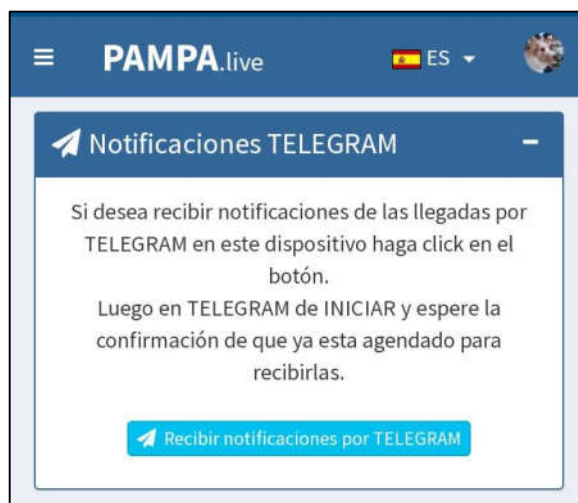 PAMPA.live ES
Notificaciones TELEGRAM
Si desea recibir notificaciones de las llegadas por
TELEGRAM en este dispositivo haga click en el
botón.
Luego en TELEGRAM de INICIAR y espere la
confirmación de que ya esta agendado para
recibirlas.
Recibir notificaciones por TELEGRAM